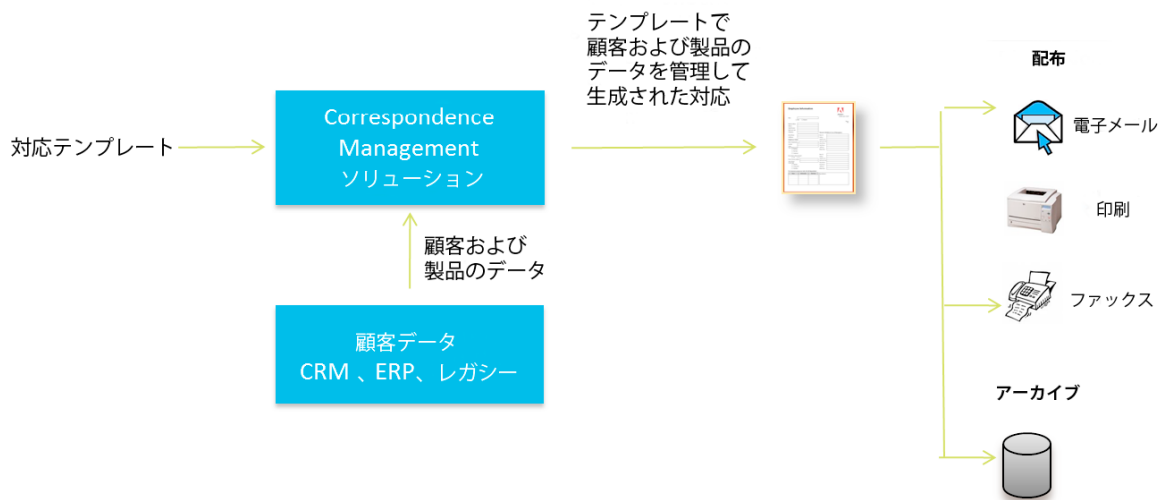 対応テンプレート
Correspondence
Management
ソリューション
顧客および
製品のデータ
顧客データ
CRM 、ERP、レガシー
テンプレートで
顧客および製品の
データを管理して
生成された対応
配布
電子メール
印刷
ファックス
アーカイブ